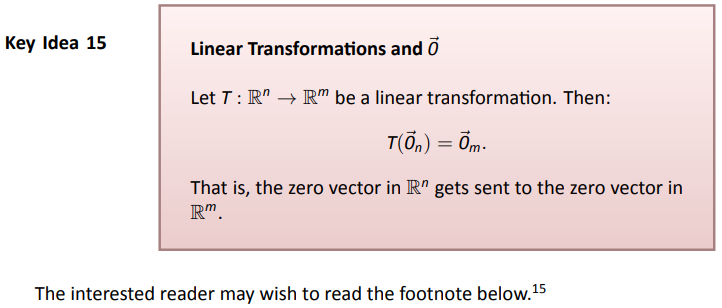 Key Idea 15
Linear Transformations and 0⃗
Let T : ℝⁿ → ℝᵐ be a linear transformation. Then:
T(0⃗ₙ) = 0⃗ₘ.
That is, the zero vector in ℝⁿ gets sent to the zero vector in
ℝᵐ.
The interested reader may wish to read the footnote below.¹⁵